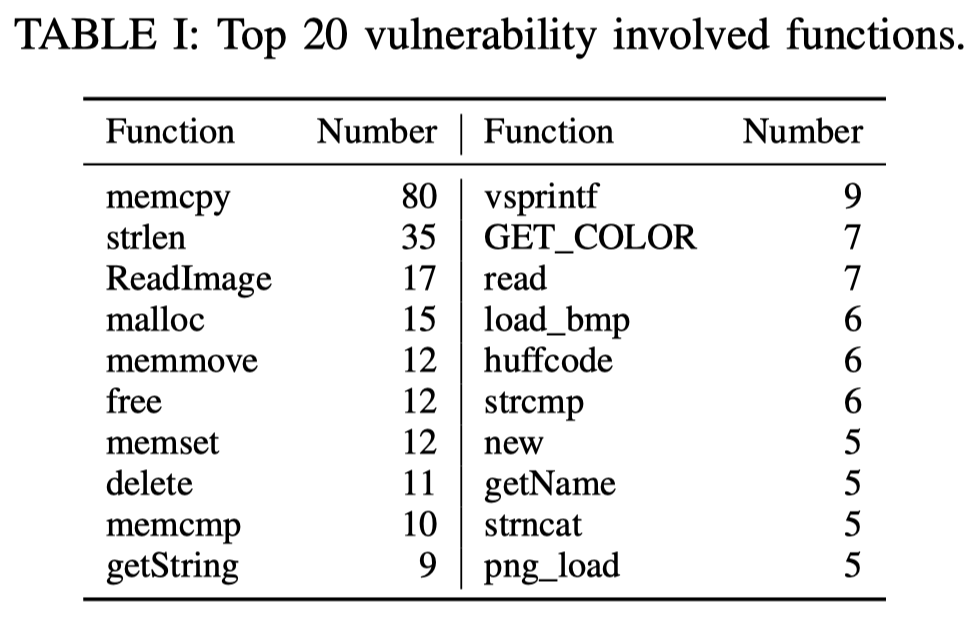 TABLE I: Top 20 vulnerability involved functions.
Function Number Function Number
memcpy 80 vsprintf 9
strlen 35 GET_COLOR 7
ReadImage 17 read 7
malloc 15 load_bmp 6
memmove 12 huffcode 6
free 12 strcmp 6
memset 12 new 5
delete 11 getName 5
memcmp 10 strncat 5
getString 9 png_load 5